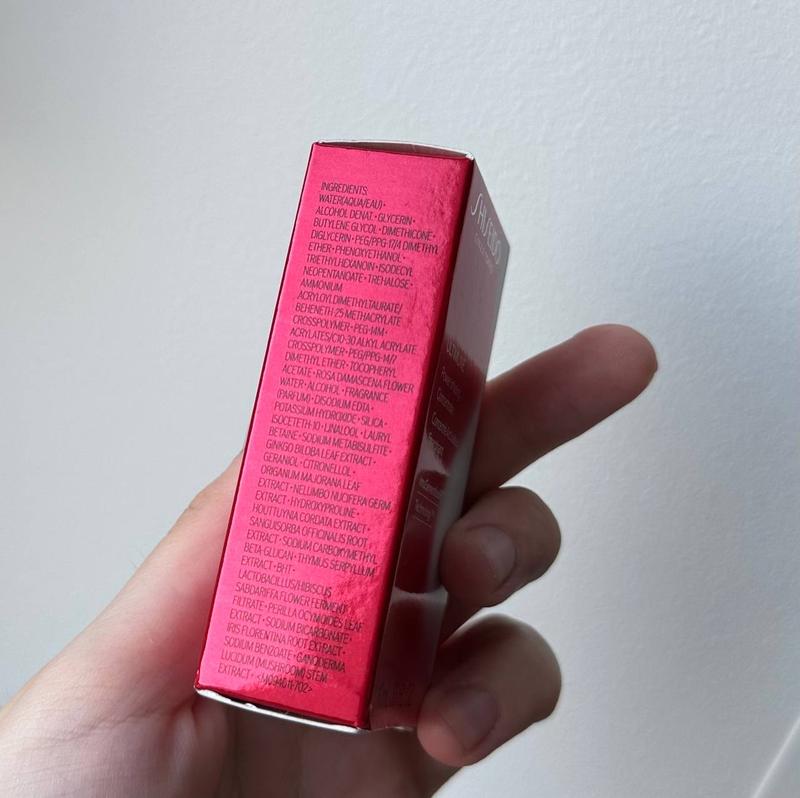 INGREDIENTS:
WATER(AQUA/EAU)•
ALCOHOL DENAT.•GLYCERIN•
BUTYLENE GLYCOL•DIMETHICONE•
DIGLYCERIN•PEG/PPG-17/4 DIMETHYL
ETHER•PHENOXYETHANOL•
TRIETHYLHEXANOIN•ISODECYL
NEOPENTANOATE•TREHALOSE•
AMMONIUM
ACRYLOYLDIMETHYLTAURATE/
BEHENETH-25 METHACRYLATE
CROSSPOLYMER•PEG-14M•
ACRYLATES/C10-30 ALKYL ACRYLATE
CROSSPOLYMER•PEG/PPG-14/7
DIMETHYL ETHER•TOCOPHERYL
ACETATE•ROSA DAMASCENA FLOWER
WATER•ALCOHOL•FRAGRANCE
(PARFUM)•DISODIUM EDTA•
POTASSIUM HYDROXIDE•SILICA•
ISOCETETH-10•LINALOOL•LAURYL
BETAINE•SODIUM METABISULFITE•
GINKGO BILOBA LEAF EXTRACT•
GERANIOL•CITRONELLOL•
ORIGANUM MAJORANA LEAF
EXTRACT•NELUMBO NUCIFERA GERM
EXTRACT•HYDROXYPROLINE•
HOUTTUYNIA CORDATA EXTRACT•
SANGUISORBA OFFICINALIS ROOT
EXTRACT•SODIUM CARBOXYMETHYL
BETA-GLUCAN•THYMUS SERPYLLUM
EXTRACT•BHT•
LACTOBACILLUS/HIBISCUS
SABDARIFFA FLOWER FERMENT
FILTRATE•PERILLA OCYMOIDES LEAF
EXTRACT•SODIUM BICARBONATE•
IRIS FLORENTINA ROOT EXTRACT•
SODIUM BENZOATE•GANODERMA
LUCIDUM (MUSHROOM) STEM
EXTRACT•<M094611-702>
SHISEIDO
ULTIMUNE
Power Infusing
Concentrate